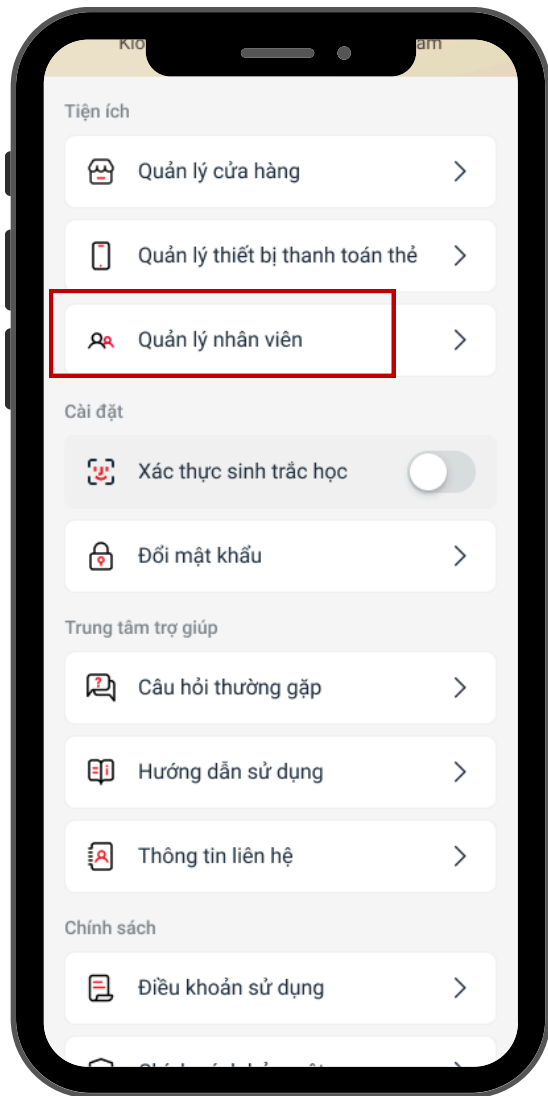 Tiện ích
Quản lý cửa hàng
Quản lý thiết bị thanh toán thẻ
Quản lý nhân viên
Cài đặt
Xác thực sinh trắc học
Đổi mật khẩu
Trung tâm trợ giúp
Câu hỏi thường gặp
Hướng dẫn sử dụng
Thông tin liên hệ
Chính sách
Điều khoản sử dụng